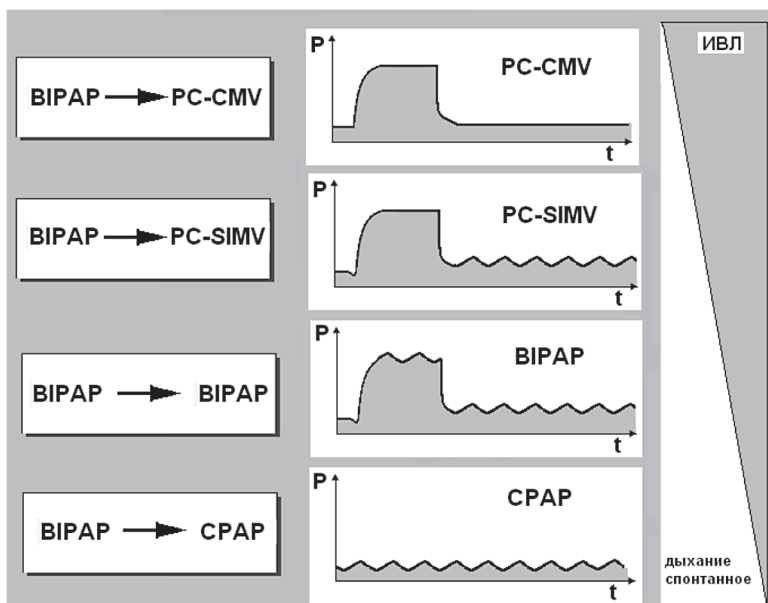 P
PC-CMV
ИВЛ
BIPAP PC-CMV
t
P
PC-SIMV
BIPAP PC-SIMV
t
P
BIPAP
BIPAP BIPAP
t
P
CPAP
BIPAP CPAP
t
дыхание
спонтанное